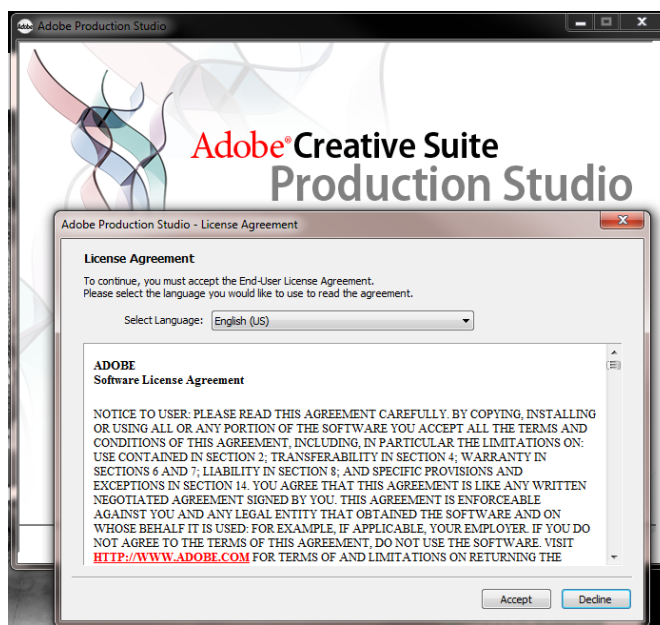 Adobe Adobe Production Studio
Adobe® Creative Suite
Production Studio
Adobe Production Studio - License Agreement
License Agreement
To continue, you must accept the End-User License Agreement.
Please select the language you would like to use to read the agreement.
Select Language: English (US)
ADOBE
Software License Agreement
NOTICE TO USER: PLEASE READ THIS AGREEMENT CAREFULLY. BY COPYING, INSTALLING
OR USING ALL OR ANY PORTION OF THE SOFTWARE YOU ACCEPT ALL THE TERMS AND
CONDITIONS OF THIS AGREEMENT, INCLUDING, IN PARTICULAR THE LIMITATIONS ON:
USE CONTAINED IN SECTION 2; TRANSFERABILITY IN SECTION 4; WARRANTY IN
SECTIONS 6 AND 7; LIABILITY IN SECTION 8; AND SPECIFIC PROVISIONS AND
EXCEPTIONS IN SECTION 14. YOU AGREE THAT THIS AGREEMENT IS LIKE ANY WRITTEN
NEGOTIATED AGREEMENT SIGNED BY YOU. THIS AGREEMENT IS ENFORCEABLE
AGAINST YOU AND ANY LEGAL ENTITY THAT OBTAINED THE SOFTWARE AND ON
WHOSE BEHALF IT IS USED: FOR EXAMPLE, IF APPLICABLE, YOUR EMPLOYER. IF YOU DO
NOT AGREE TO THE TERMS OF THIS AGREEMENT, DO NOT USE THE SOFTWARE. VISIT
HTTP://WWW.ADOBE.COM FOR TERMS OF AND LIMITATIONS ON RETURNING THE
Accept Decline